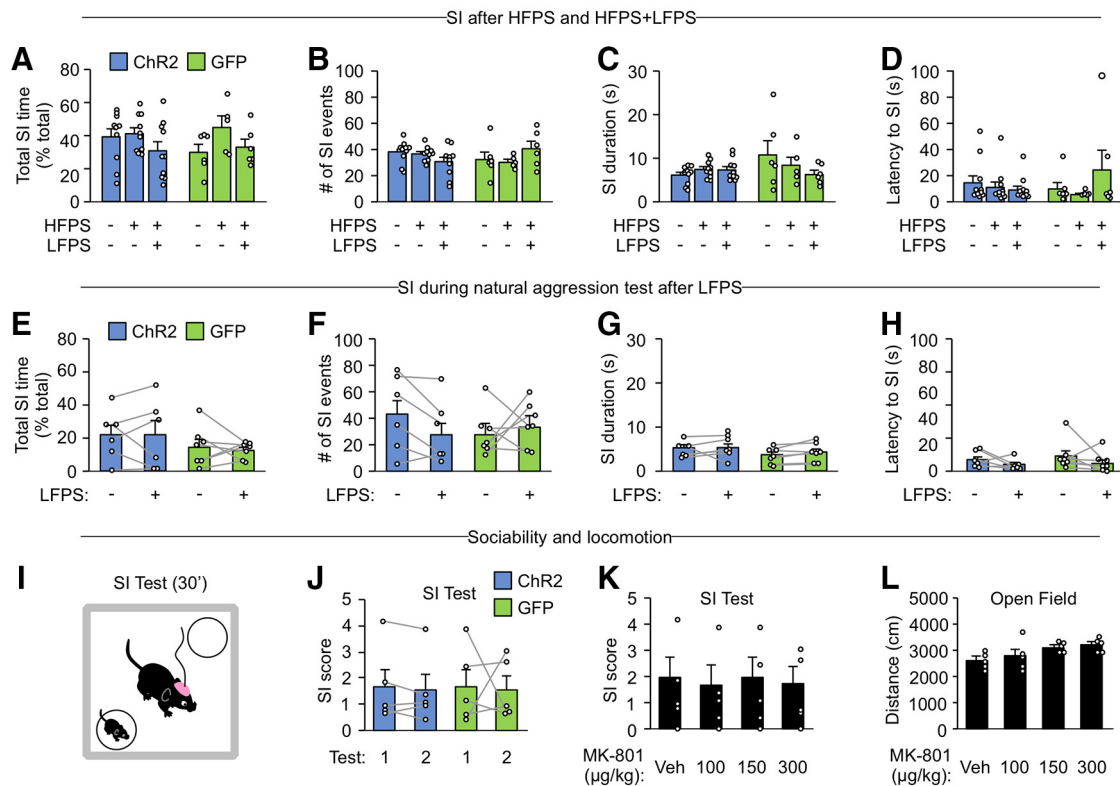 SI after HFPS and HFPS+LFPS
A
ChR2
GFP
Total SI time
(% total)
80
60
40
20
0
HFPS - + + - + +
LFPS - - + - - +
B
# of SI events
100
80
60
40
20
0
HFPS - + + - + +
LFPS - - + - - +
C
SI duration (s)
30
20
10
0
HFPS - + + - + +
LFPS - - + - - +
D
Latency to SI (s)
100
80
60
40
20
0
HFPS - + + - + +
LFPS - - + - - +
SI during natural aggression test after LFPS
E
ChR2
GFP
Total SI time
(% total)
80
60
40
20
0
LFPS: - + - +
F
# of SI events
100
80
60
40
20
0
LFPS: - + - +
G
SI duration (s)
30
20
10
0
LFPS: - + - +
H
Latency to SI (s)
100
80
60
40
20
0
LFPS: - + - +
Sociability and locomotion
I
SI Test (30')
J
SI Test
ChR2
GFP
SI score
5
4
3
2
1
0
Test: 1 2 1 2
K
SI Test
SI score
5
4
3
2
1
0
MK-801
(µg/kg): Veh 100 150 300
L
Open Field
Distance (cm)
5000
4000
3000
2000
1000
0
MK-801
(µg/kg): Veh 100 150 300